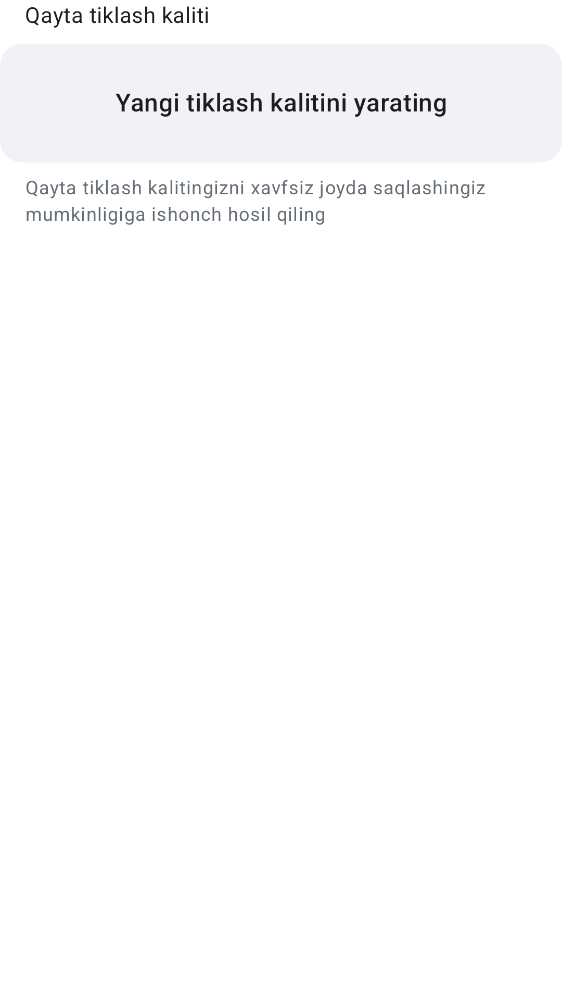 Qayta tiklash kaliti
Yangi tiklash kalitini yarating
Qayta tiklash kalitingizni xavfsiz joyda saqlashingiz
mumkinligiga ishonch hosil qiling